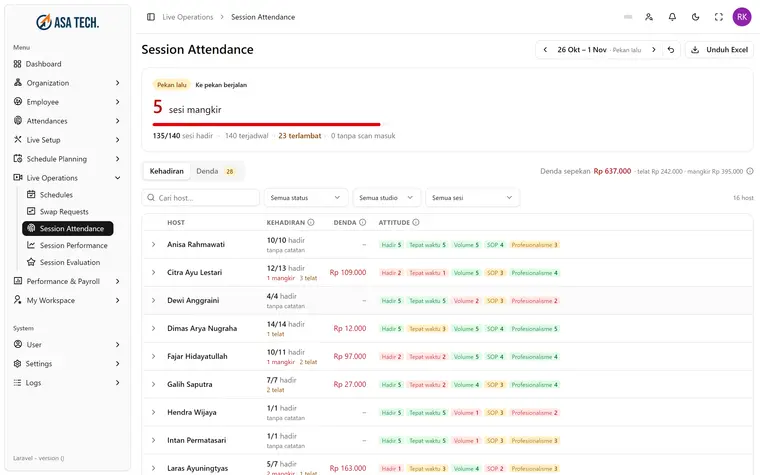 ASA TECH.
Live Operations > Session Attendance
RK
Menu
Dashboard
Organization
Employee
Attendances
Live Setup
Schedule Planning
Live Operations
Schedules
Swap Requests
Session Attendance
Session Performance
Session Evaluation
Performance & Payroll
My Workspace
System
User
Settings
Logs
Laravel - version ()
Session Attendance
26 Okt – 1 Nov · Pekan lalu
Unduh Excel
Pekan lalu Ke pekan berjalan
5 sesi mangkir
135/140 sesi hadir · 140 terjadwal · 23 terlambat · 0 tanpa scan masuk
Kehadiran Denda 28
Denda sepekan Rp 637.000 · telat Rp 242.000 · mangkir Rp 395.000
Cari host... Semua status Semua studio Semua sesi 16 host
HOST KEHADIRAN DENDA ATTITUDE
Anisa Rahmawati 10/10 hadir – Hadir 5 Tepat waktu 5 Volume 5 SOP 4 Profesionalisme 3
tanpa catatan
Citra Ayu Lestari 12/13 hadir Rp 109.000 Hadir 2 Tepat waktu 1 Volume 5 SOP 3 Profesionalisme 4
1 mangkir · 3 telat
Dewi Anggraini 4/4 hadir – Hadir 5 Tepat waktu 5 Volume 2 SOP 3 Profesionalisme 2
tanpa catatan
Dimas Arya Nugraha 14/14 hadir Rp 12.000 Hadir 5 Tepat waktu 3 Volume 5 SOP 4 Profesionalisme 5
1 telat
Fajar Hidayatullah 10/11 hadir Rp 97.000 Hadir 2 Tepat waktu 2 Volume 4 SOP 4 Profesionalisme 4
1 mangkir · 2 telat
Galih Saputra 7/7 hadir Rp 27.000 Hadir 5 Tepat waktu 2 Volume 4 SOP 3 Profesionalisme 4
2 telat
Hendra Wijaya 1/1 hadir – Hadir 5 Tepat waktu 5 Volume 1 SOP 3 Profesionalisme 2
tanpa catatan
Intan Permatasari 1/1 hadir – Hadir 5 Tepat waktu 5 Volume 1 SOP 3 Profesionalisme 3
tanpa catatan
Laras Ayuningtyas 5/7 hadir Rp 163.000 Hadir 1 Tepat waktu 3 Volume 4 SOP 2 Profesionalisme 3
2 mangkir · 1 telat